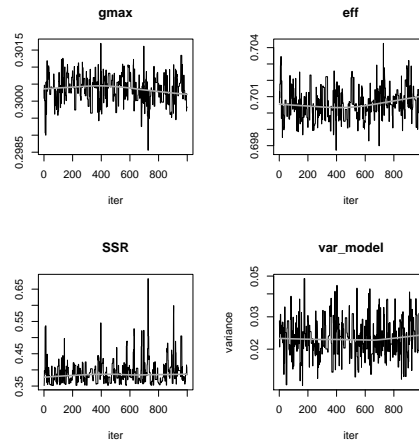 gmax
0.3015
0.3000
0.2985
0 200 400 600 800
iter
eff
0.704
0.701
0.698
0 200 400 600 800
iter
SSR
0.65
0.55
0.45
0.35
0 200 400 600 800
iter
var_model
variance
0.05
0.03
0.02
0 200 400 600 800
iter